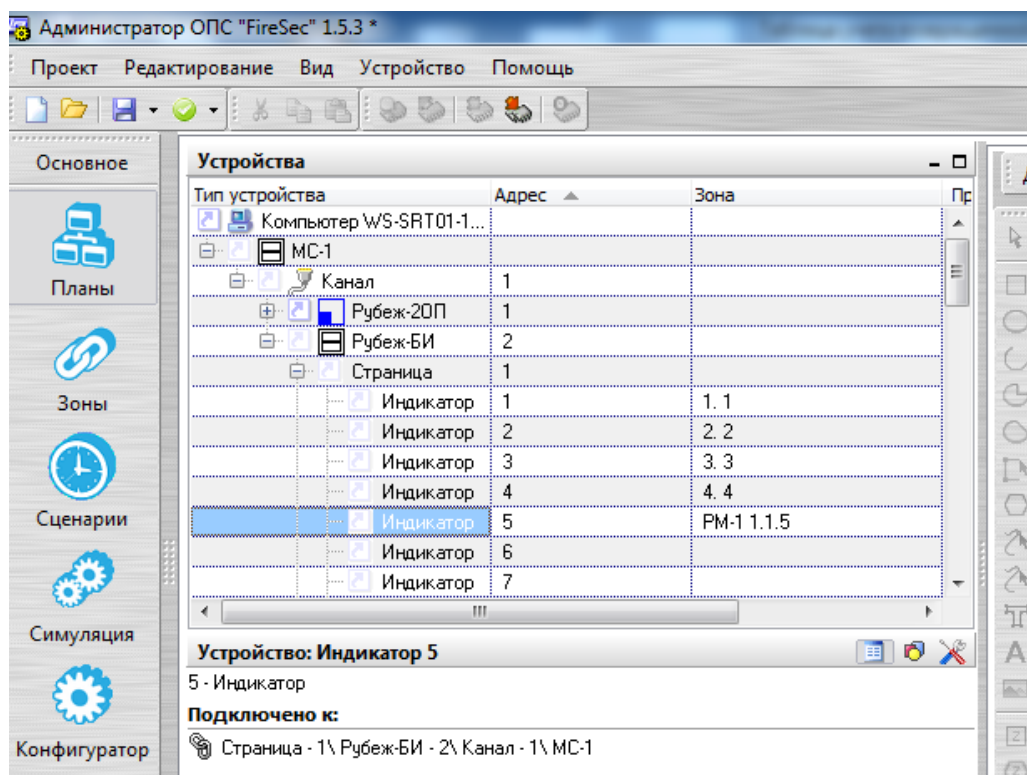 Администратор ОПС "FireSec" 1.5.3 *
Проект Редактирование Вид Устройство Помощь
Основное
Планы
Зоны
Сценарии
Симуляция
Конфигуратор
Устройства
Тип устройства Адрес Зона Пр
Компьютер WS-SRT01-1...
МС-1
Канал 1
Рубеж-2ОП 1
Рубеж-БИ 2
Страница 1
Индикатор 1 1. 1
Индикатор 2 2. 2
Индикатор 3 3. 3
Индикатор 4 4. 4
Индикатор 5 РМ-1 1.1.5
Индикатор 6
Индикатор 7
Устройство: Индикатор 5
5 - Индикатор
Подключено к:
Страница - 1\ Рубеж-БИ - 2\ Канал - 1\ МС-1